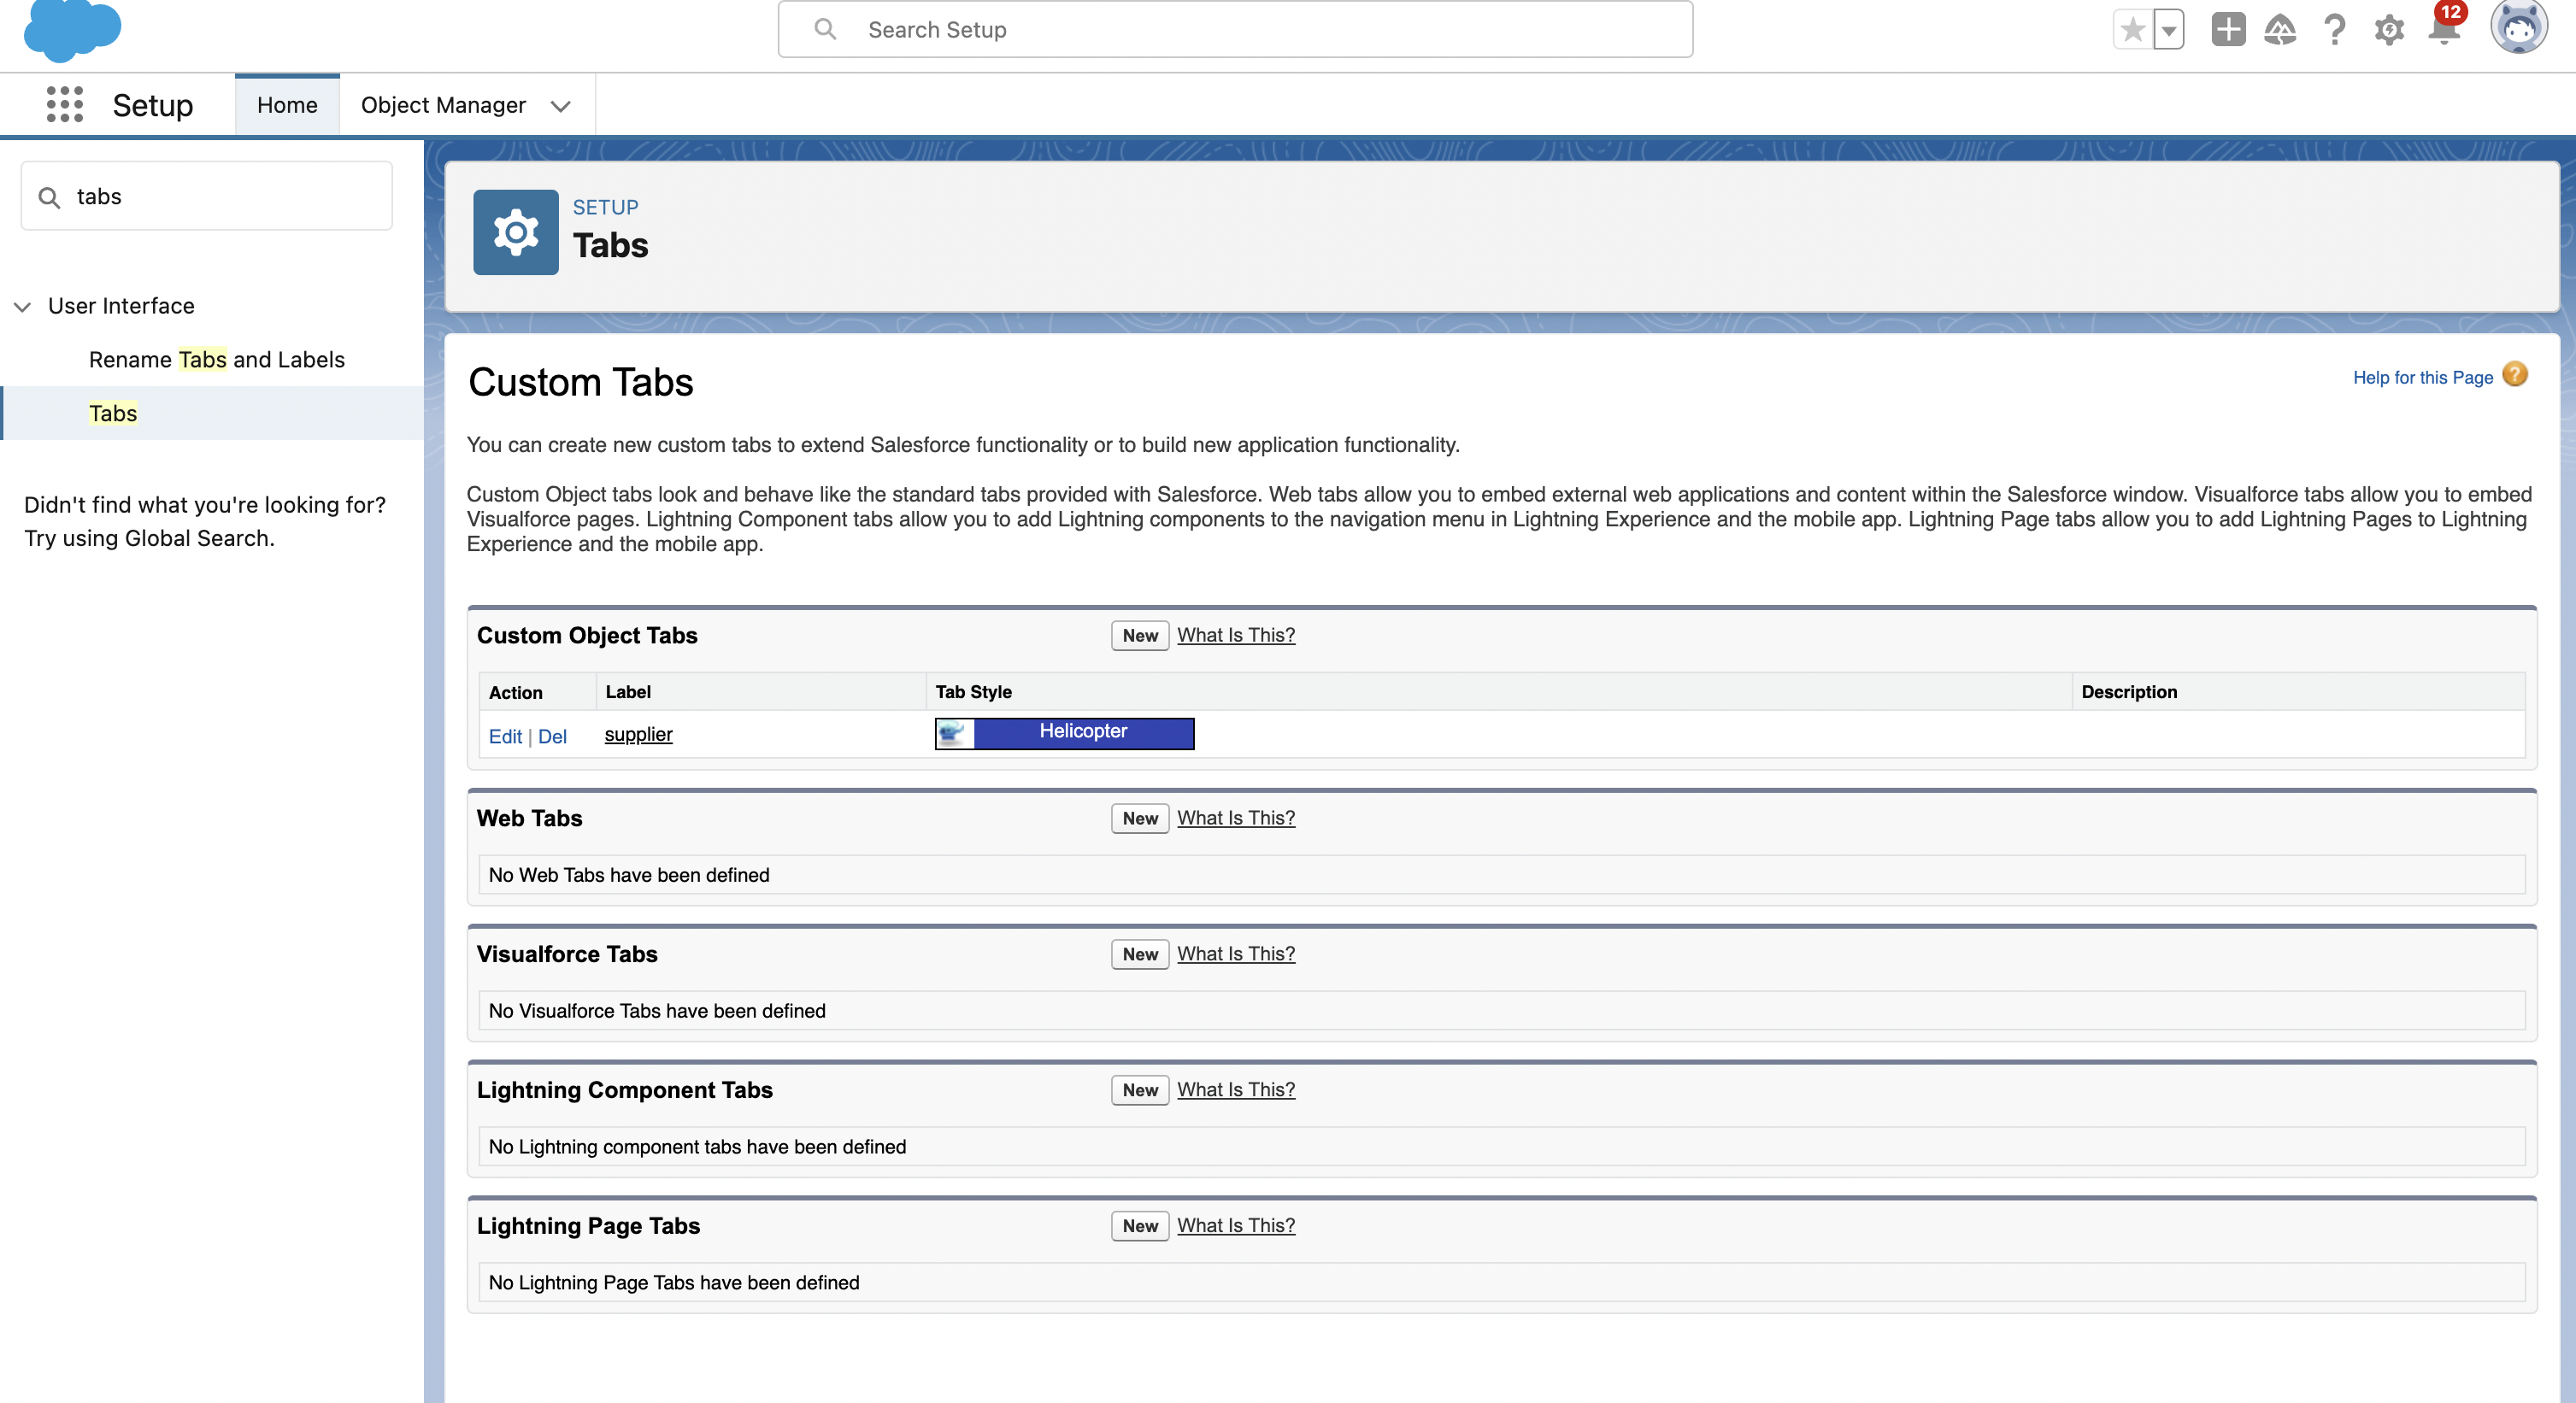 Search Setup
12
Setup
Home
Object Manager
tabs
User Interface
Rename Tabs and Labels
Tabs
Didn't find what you're looking for?
Try using Global Search.
SETUP
Tabs
Custom Tabs
Help for this Page
You can create new custom tabs to extend Salesforce functionality or to build new application functionality.
Custom Object tabs look and behave like the standard tabs provided with Salesforce. Web tabs allow you to embed external web applications and content within the Salesforce window. Visualforce tabs allow you to embed
Visualforce pages. Lightning Component tabs allow you to add Lightning components to the navigation menu in Lightning Experience and the mobile app. Lightning Page tabs allow you to add Lightning Pages to Lightning
Experience and the mobile app.
Custom Object Tabs New What Is This?
Action Label Tab Style Description
Edit | Del supplier Helicopter
Web Tabs New What Is This?
No Web Tabs have been defined
Visualforce Tabs New What Is This?
No Visualforce Tabs have been defined
Lightning Component Tabs New What Is This?
No Lightning component tabs have been defined
Lightning Page Tabs New What Is This?
No Lightning Page Tabs have been defined